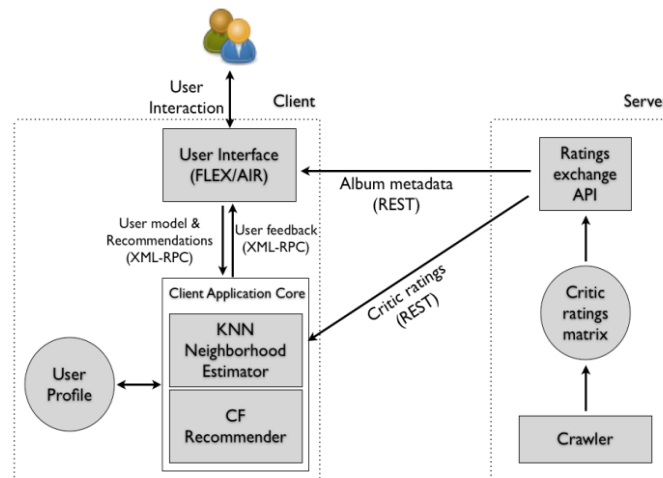 User
Interaction
Client
Serve
User Interface
(FLEX/AIR)
Ratings
exchange
API
Album metadata
(REST)
User model &
Recommendations
(XML-RPC)
User feedback
(XML-RPC)
Critic ratings
(REST)
Client Application Core
KNN
Neighborhood
Estimator
CF
Recommender
User
Profile
Critic
ratings
matrix
Crawler